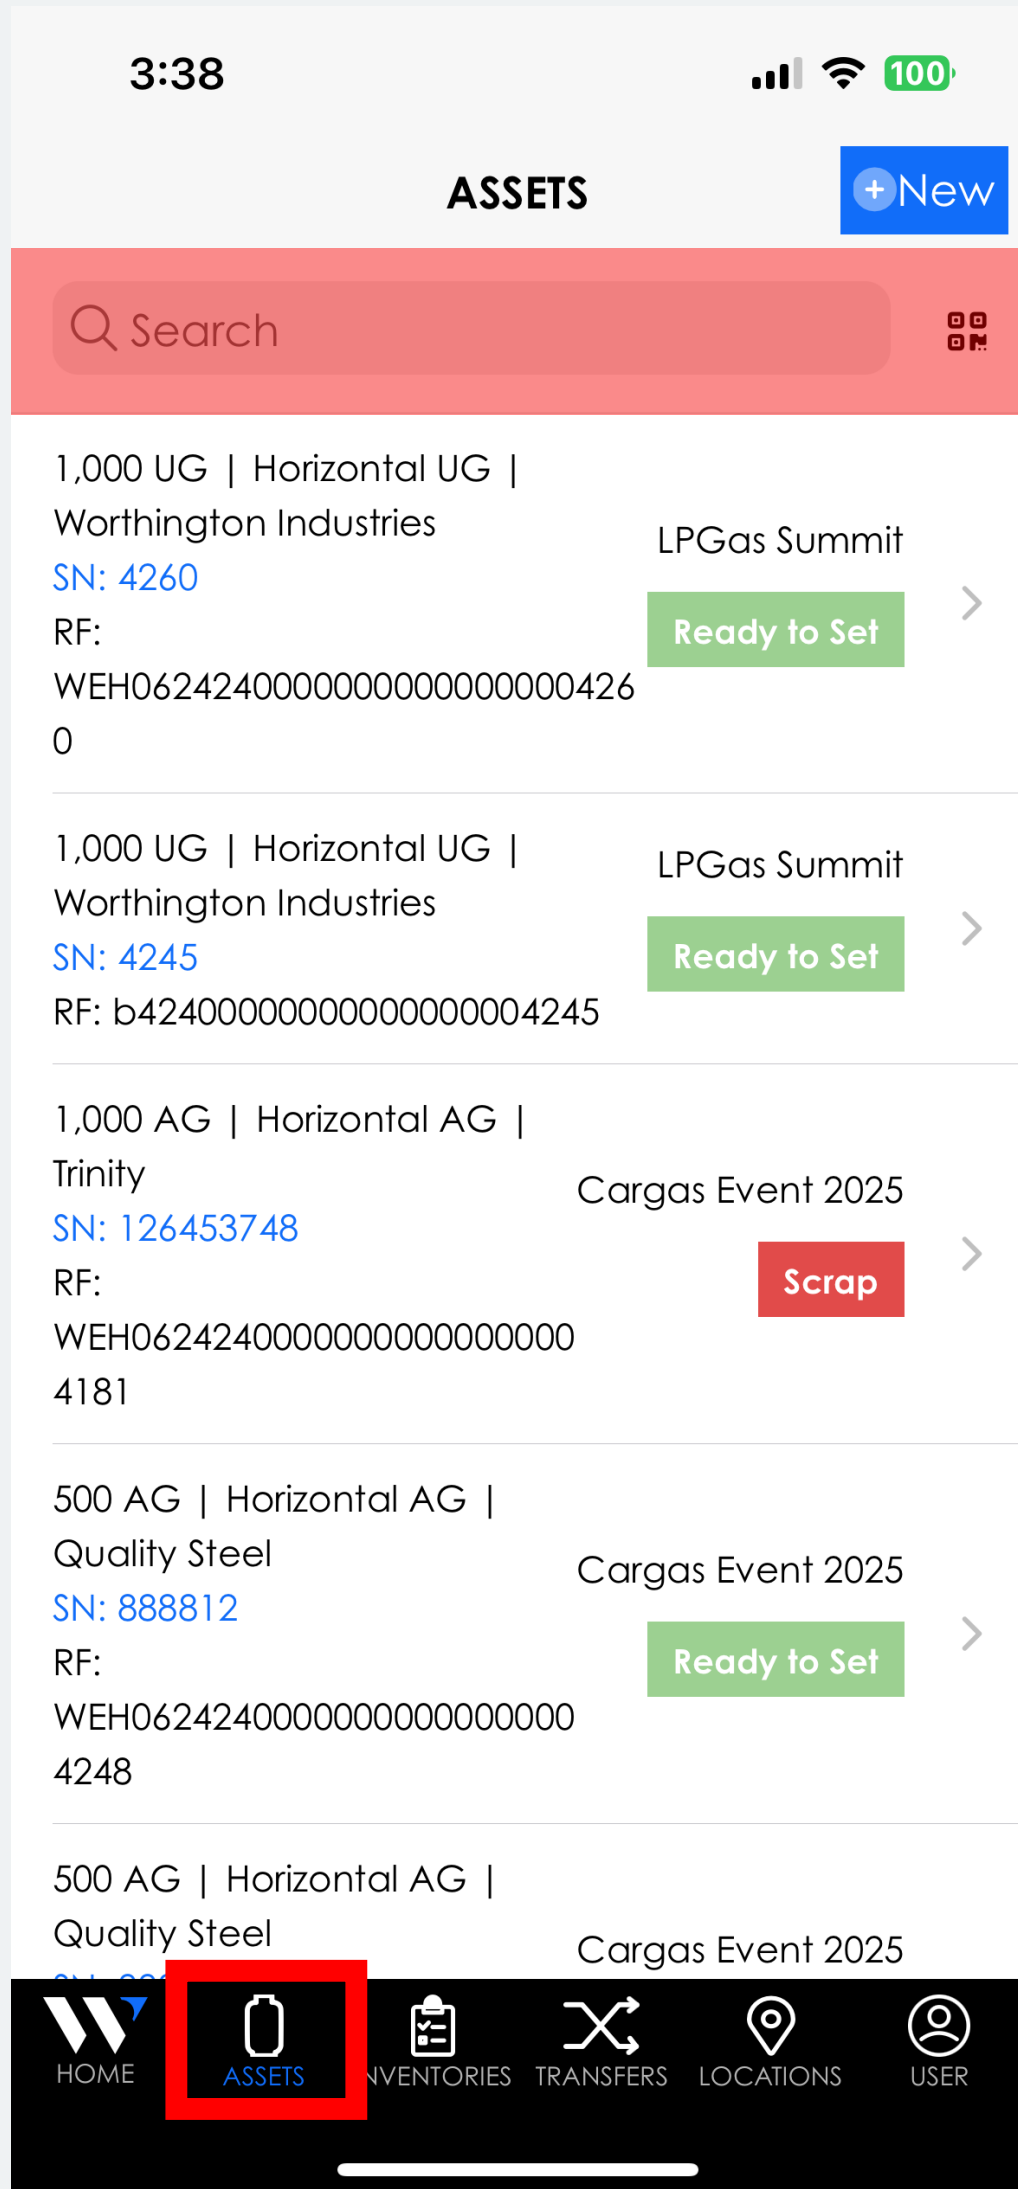 3:38
100
ASSETS
+New
Search
1,000 UG | Horizontal UG |
Worthington Industries
SN: 4260
RF:
WEH06242400000000000000000426
0
LPGas Summit
Ready to Set
1,000 UG | Horizontal UG |
Worthington Industries
SN: 4245
RF: b42400000000000000004245
LPGas Summit
Ready to Set
1,000 AG | Horizontal AG |
Trinity
SN: 126453748
RF:
WEH06242400000000000000000
4181
Cargas Event 2025
Scrap
500 AG | Horizontal AG |
Quality Steel
SN: 888812
RF:
WEH06242400000000000000000
4248
Cargas Event 2025
Ready to Set
500 AG | Horizontal AG |
Quality Steel
Cargas Event 2025
HOME
ASSETS
NVENTORIES
TRANSFERS
LOCATIONS
USER